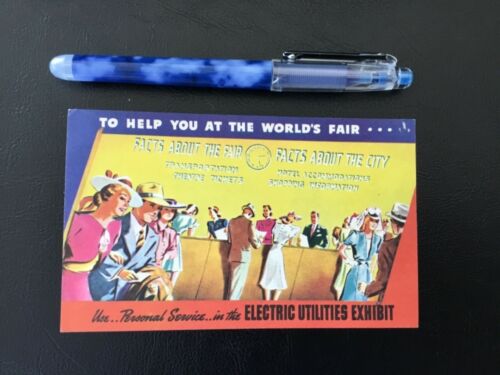 TO HELP YOU AT THE WORLD'S FAIR . . . .
FACTS ABOUT THE FAIR
TRANSPORTATION
THEATRE TICKETS
FACTS ABOUT THE CITY
HOTEL ACCOMMODATIONS
SHOPPING INFORMATION
Use.. Personal Service.. in the ELECTRIC UTILITIES EXHIBIT